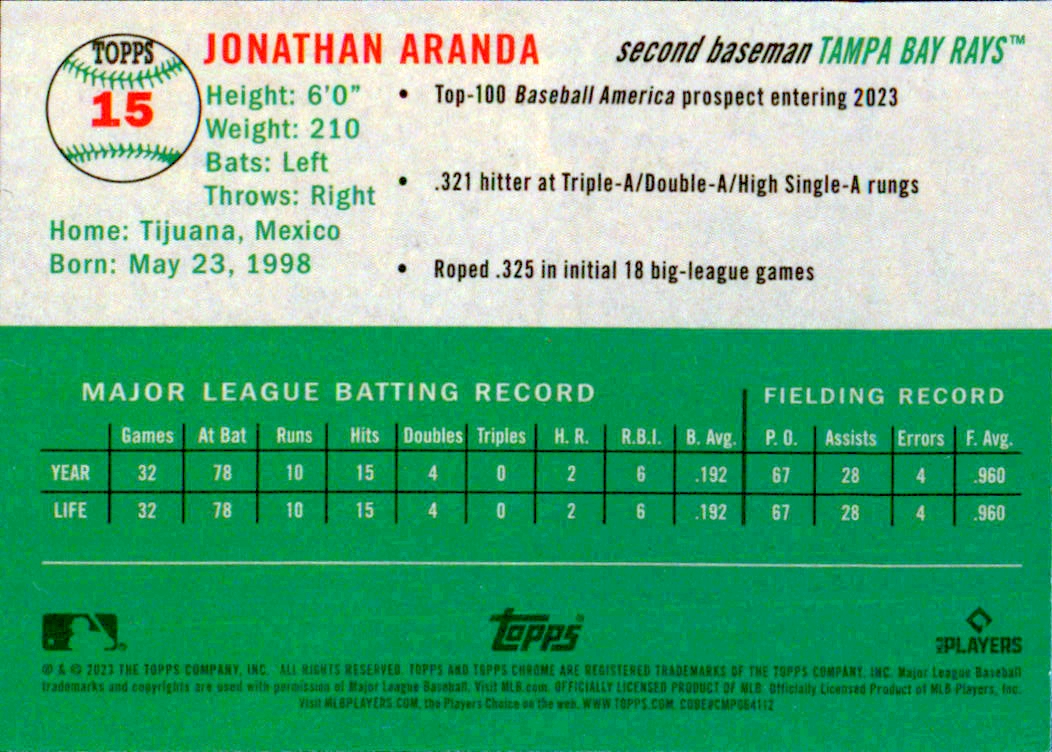 TOPPS
15
JONATHAN ARANDA
second baseman TAMPA BAY RAYS™
Height: 6'0"
Weight: 210
Bats: Left
Throws: Right
Home: Tijuana, Mexico
Born: May 23, 1998
• Top-100 Baseball America prospect entering 2023
• .321 hitter at Triple-A/Double-A/High Single-A rungs
• Roped .325 in initial 18 big-league games
MAJOR LEAGUE BATTING RECORD FIELDING RECORD
Games At Bat Runs Hits Doubles Triples H. R. R.B.I. B. Avg. P. O. Assists Errors F. Avg.
YEAR 32 78 10 15 4 0 2 6 .192 67 28 4 .960
LIFE 32 78 10 15 4 0 2 6 .192 67 28 4 .960
topps
PLAYERS
® & © 2023 THE TOPPS COMPANY, INC. ALL RIGHTS RESERVED. TOPPS AND TOPPS CHROME ARE REGISTERED TRADEMARKS OF THE TOPPS COMPANY, INC. Major League Baseball
trademarks and copyrights are used with permission of Major League Baseball. Visit MLB.com. OFFICIALLY LICENSED PRODUCT OF MLB. Officially Licensed Product of MLB Players, Inc.
Visit MLBPLAYERS.COM, the Players Choice on the web. WWW.TOPPS.COM.